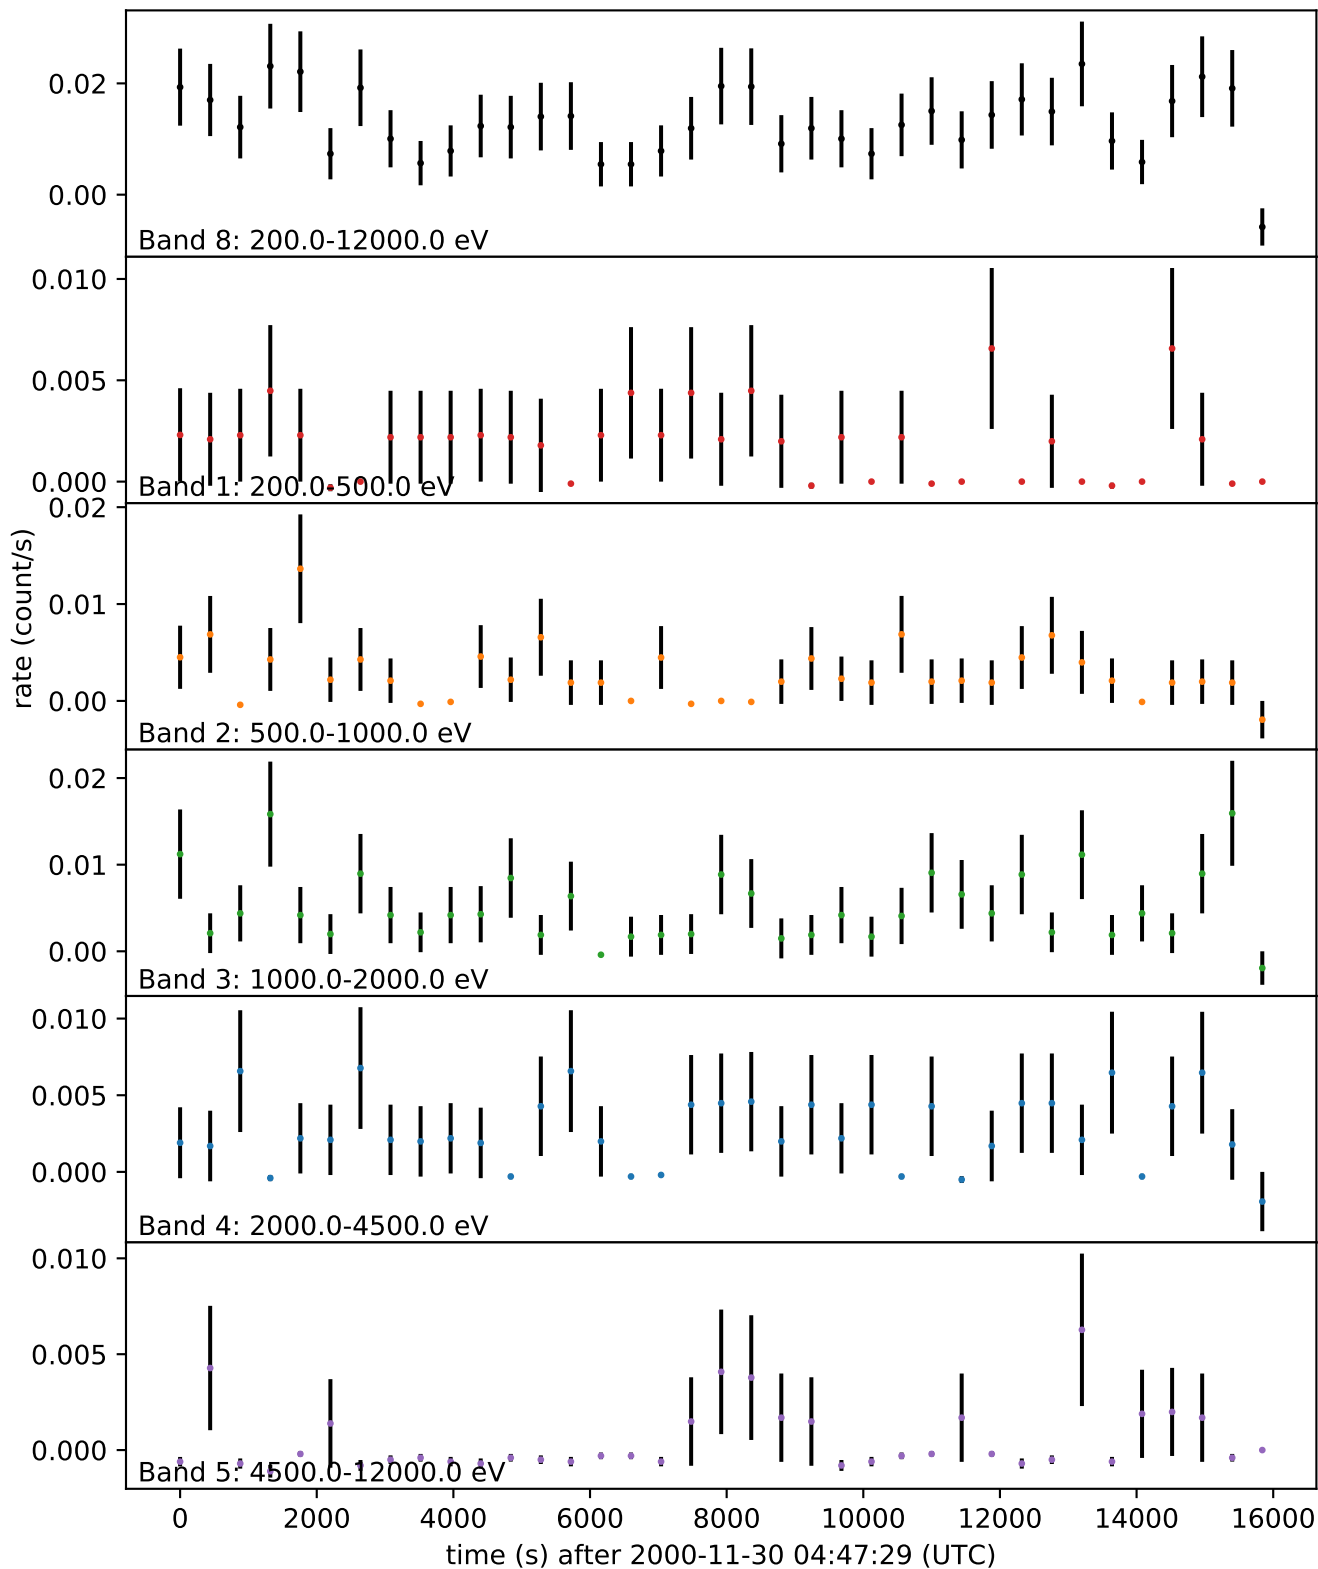 0.02
0.00
Band 8: 200.0-12000.0 eV
0.010
0.005
0.000
Band 1: 200.0-500.0 eV
0.02
0.01
0.00
Band 2: 500.0-1000.0 eV
rate (count/s)
0.02
0.01
0.00
Band 3: 1000.0-2000.0 eV
0.010
0.005
0.000
Band 4: 2000.0-4500.0 eV
0.010
0.005
0.000
Band 5: 4500.0-12000.0 eV
0 2000 4000 6000 8000 10000 12000 14000 16000
time (s) after 2000-11-30 04:47:29 (UTC)